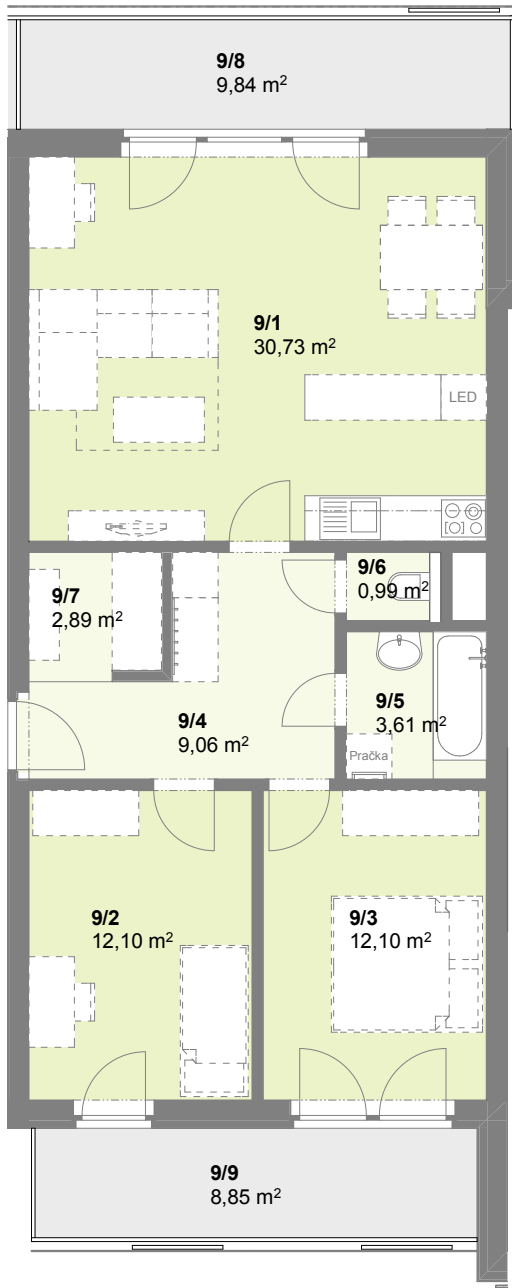 9/8
9,84 m²
9/1
30,73 m²
LED
9/6
0,99 m²
9/7
2,89 m²
9/5
3,61 m²
9/4
9,06 m²
Pračka
9/2
12,10 m²
9/3
12,10 m²
9/9
8,85 m²